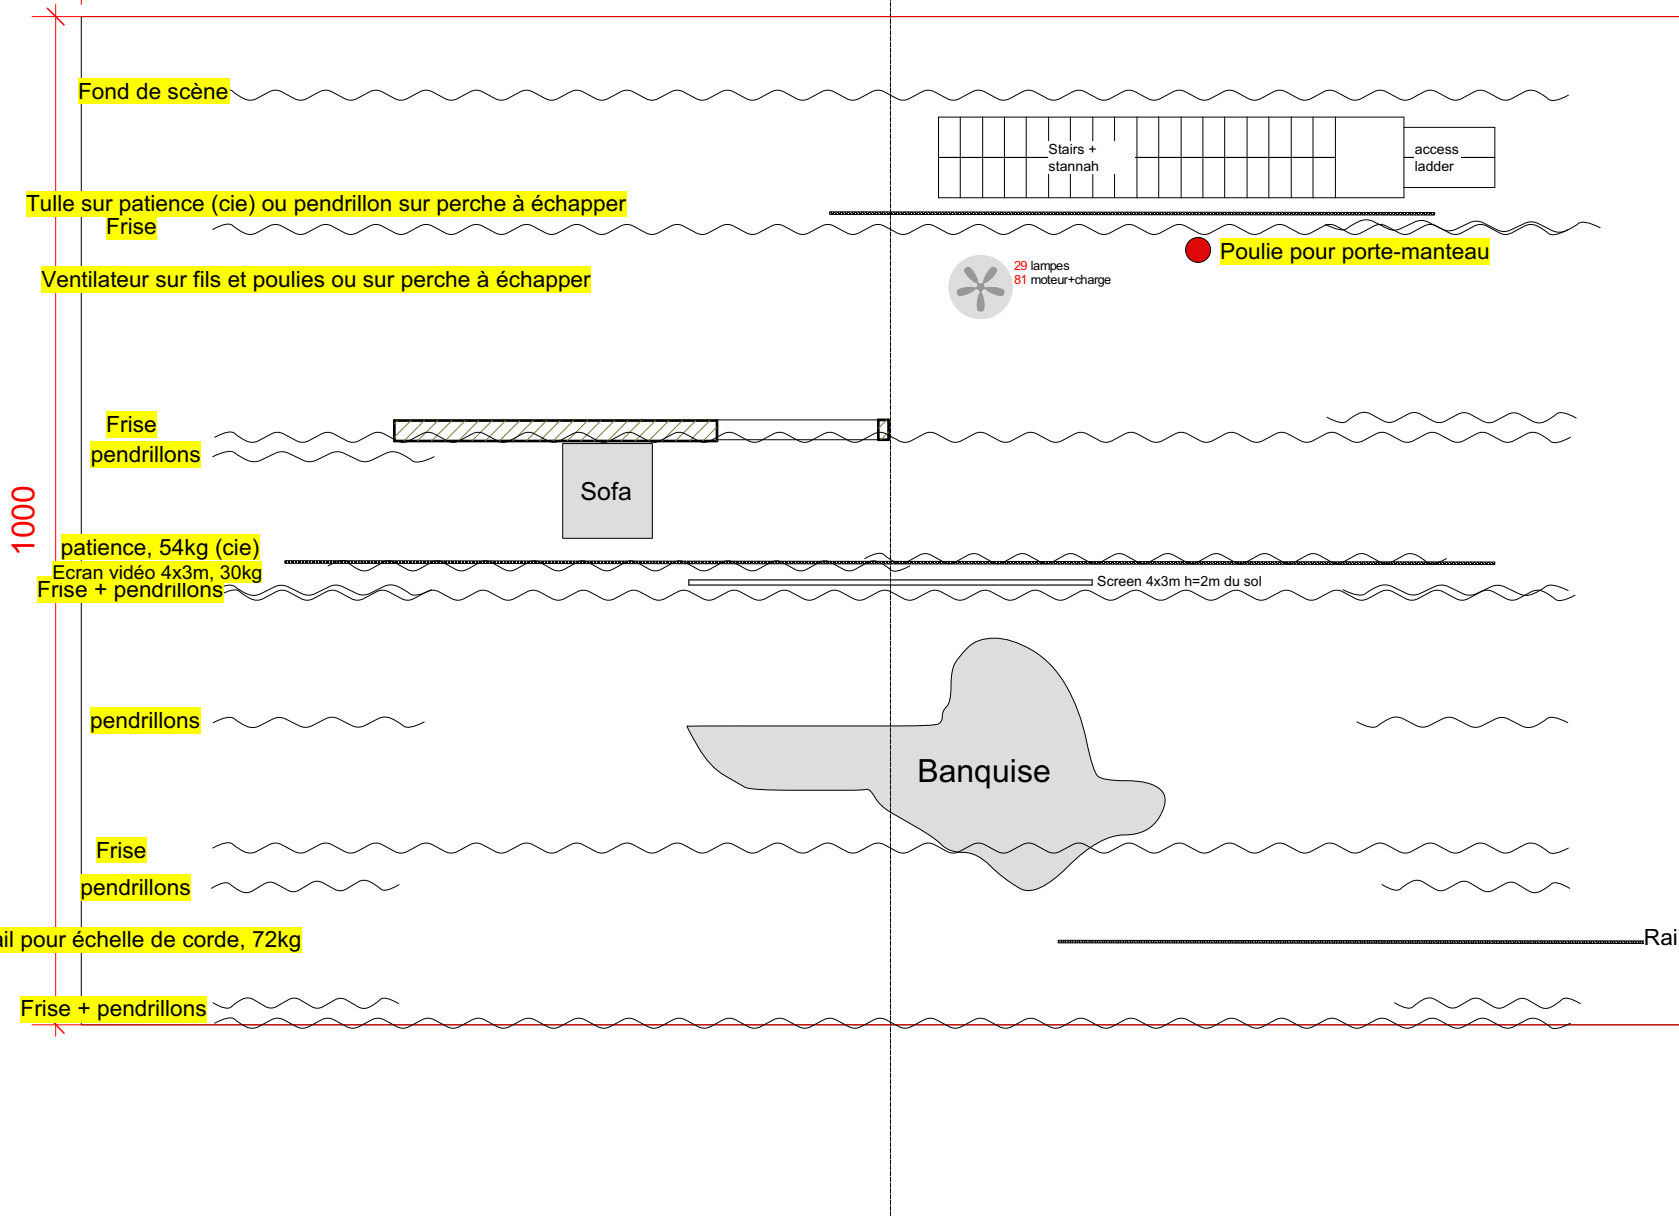 Fond de scène
Stairs +
stannah
access
ladder
Tulle sur patience (cie) ou pendrillon sur perche à échapper
Frise
Poulie pour porte-manteau
Ventilateur sur fils et poulies ou sur perche à échapper
29 lampes
81 moteur+charge
Frise
pendrillons
Sofa
1000
patience, 54kg (cie)
Ecran vidéo 4x3m, 30kg
Screen 4x3m h=2m du sol
Frise + pendrillons
pendrillons
Banquise
Frise
pendrillons
ail pour échelle de corde, 72kg
Rai
Frise + pendrillons